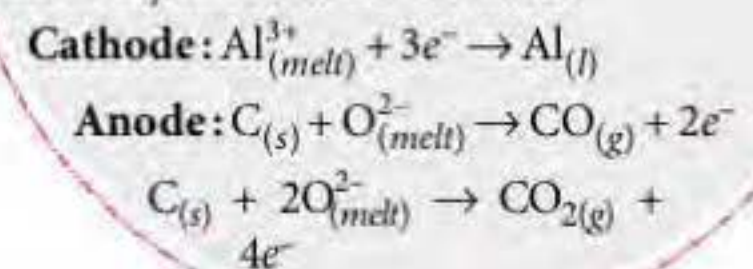 Cathode: Al³⁺(melt) + 3e⁻ → Al(l)
Anode: C(s) + O²⁻(melt) → CO(g) + 2e⁻
C(s) + 2O²⁻(melt) → CO₂(g) +
4e⁻